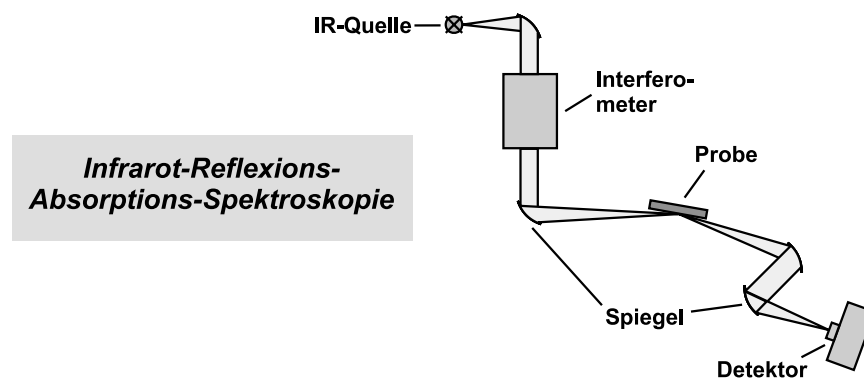 IR-Quelle
Interfero-
meter
Probe
Infrarot-Reflexions-
Absorptions-Spektroskopie
Spiegel
Detektor